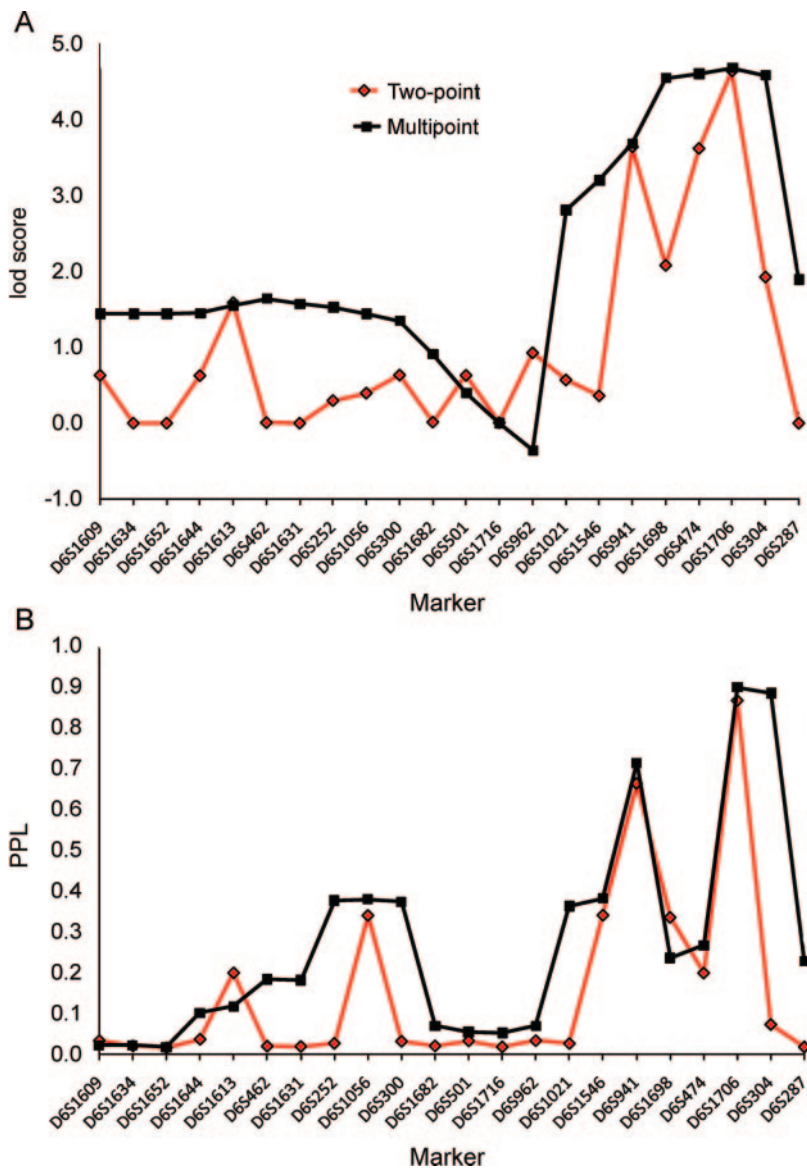 A
5.0
4.0
3.0
2.0
1.0
0.0
-1.0
lod score
Two-point
Multipoint
D6S1609
D6S1634
D6S1652
D6S1644
D6S1613
D6S462
D6S1631
D6S252
D6S1056
D6S300
D6S1682
D6S501
D6S1716
D6S962
D6S1021
D6S1546
D6S941
D6S1698
D6S474
D6S1706
D6S304
D6S287
Marker
B
1.0
0.9
0.8
0.7
0.6
0.5
0.4
0.3
0.2
0.1
0.0
PPL
D6S1609
D6S1634
D6S1652
D6S1644
D6S1613
D6S462
D6S1631
D6S252
D6S1056
D6S300
D6S1682
D6S501
D6S1716
D6S962
D6S1021
D6S1546
D6S941
D6S1698
D6S474
D6S1706
D6S304
D6S287
Marker